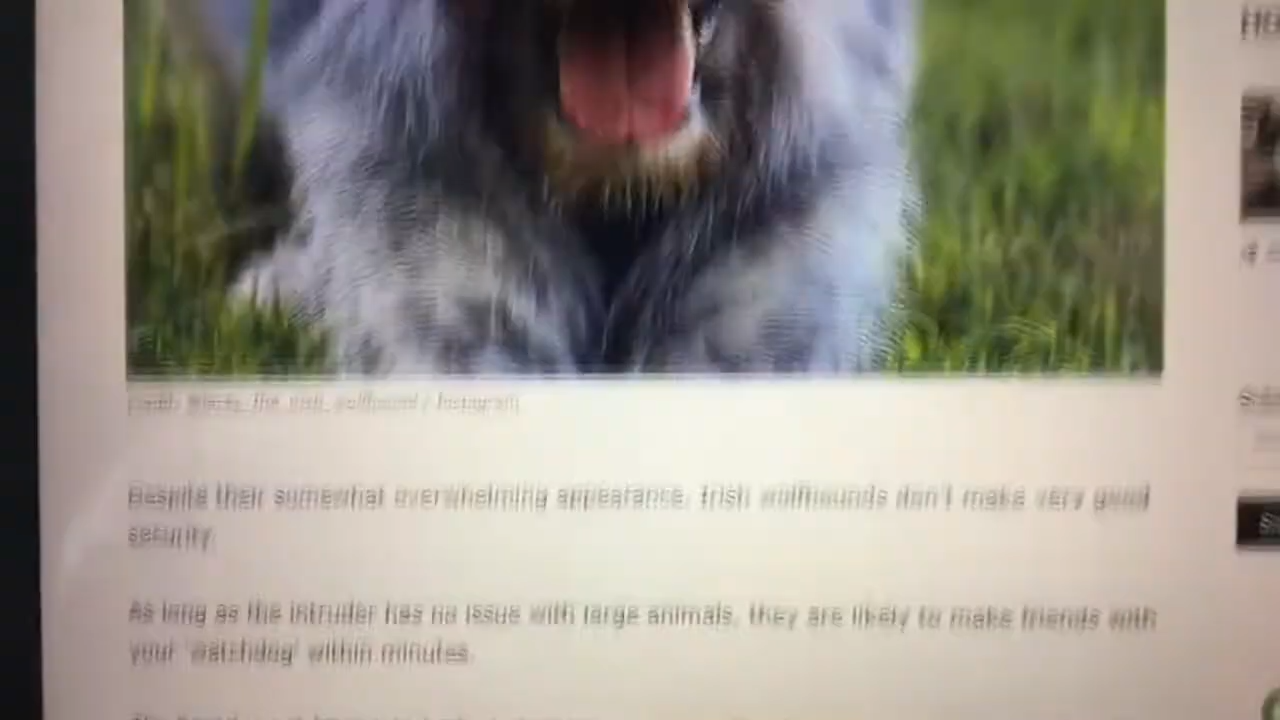 Despite their somewhat overwhelming appearance, Irish wolfhounds don't make very good
security.
As long as the intruder has no issue with large animals, they are likely to make friends with
your 'watchdog' within minutes.